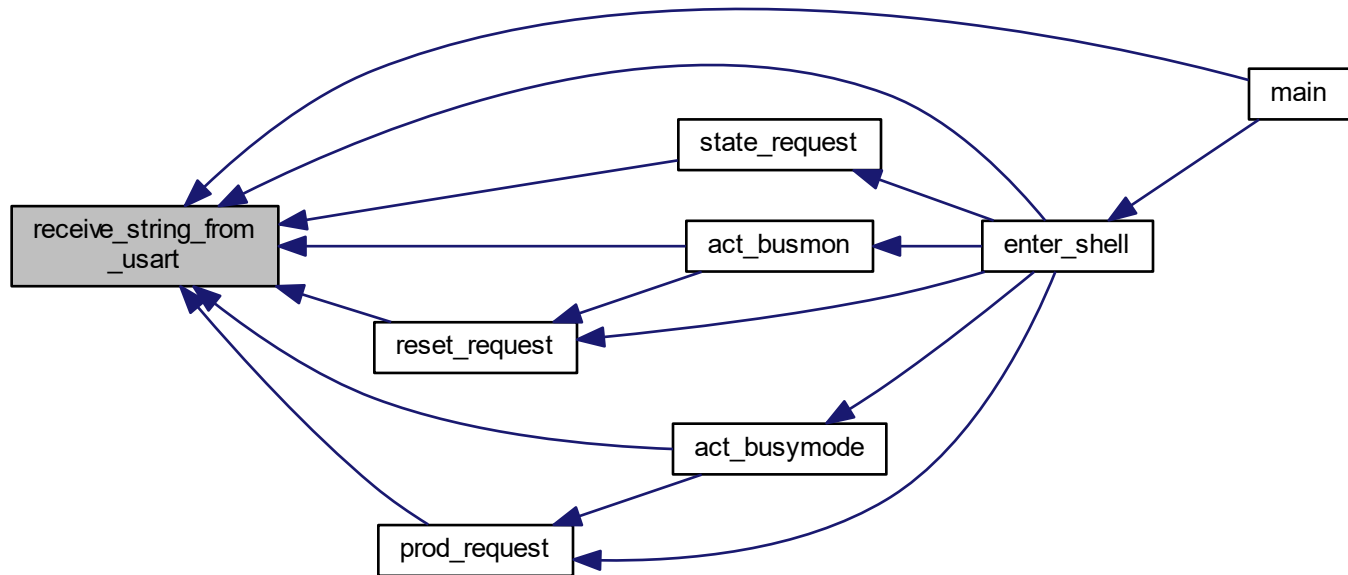 main
state_request
receive_string_from
_usart
act_busmon
enter_shell
reset_request
act_busymode
prod_request